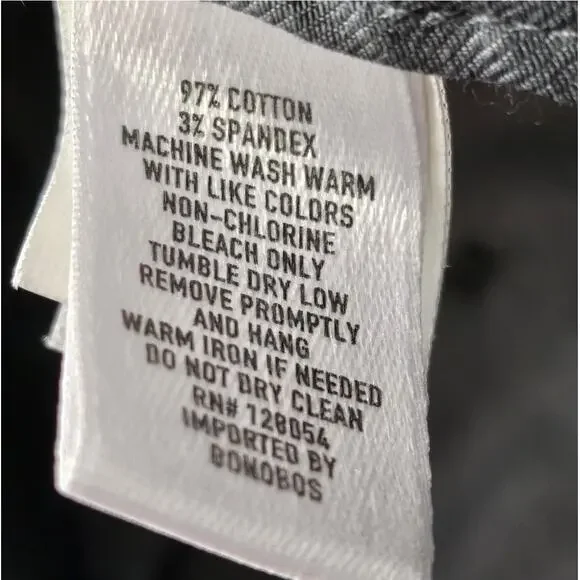 97% COTTON
3% SPANDEX
MACHINE WASH WARM
WITH LIKE COLORS
NON-CHLORINE
BLEACH ONLY
TUMBLE DRY LOW
REMOVE PROMPTLY
AND HANG
WARM IRON IF NEEDED
DO NOT DRY CLEAN
RN# 128054
IMPORTED BY
BONOBOS